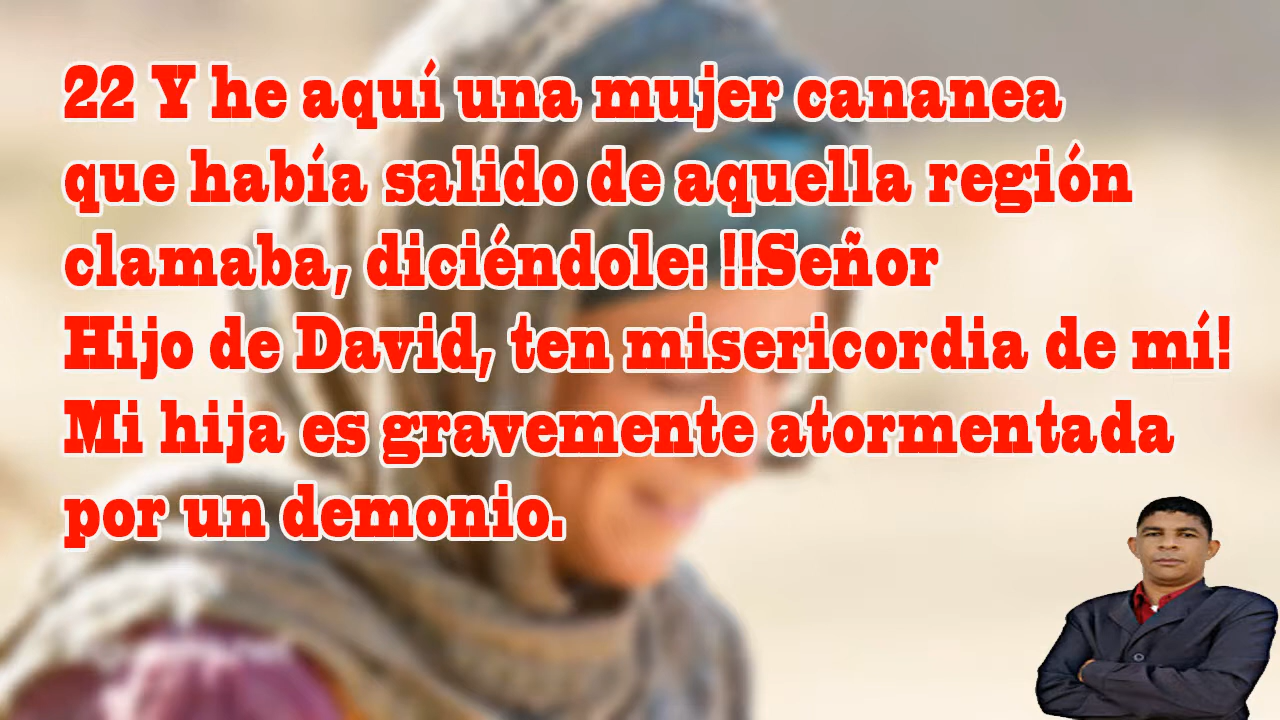 22 Y he aquí una mujer cananea
que había salido de aquella región
clamaba, diciéndole: !!Señor
Hijo de David, ten misericordia de mí!
Mi hija es gravemente atormentada
por un demonio.